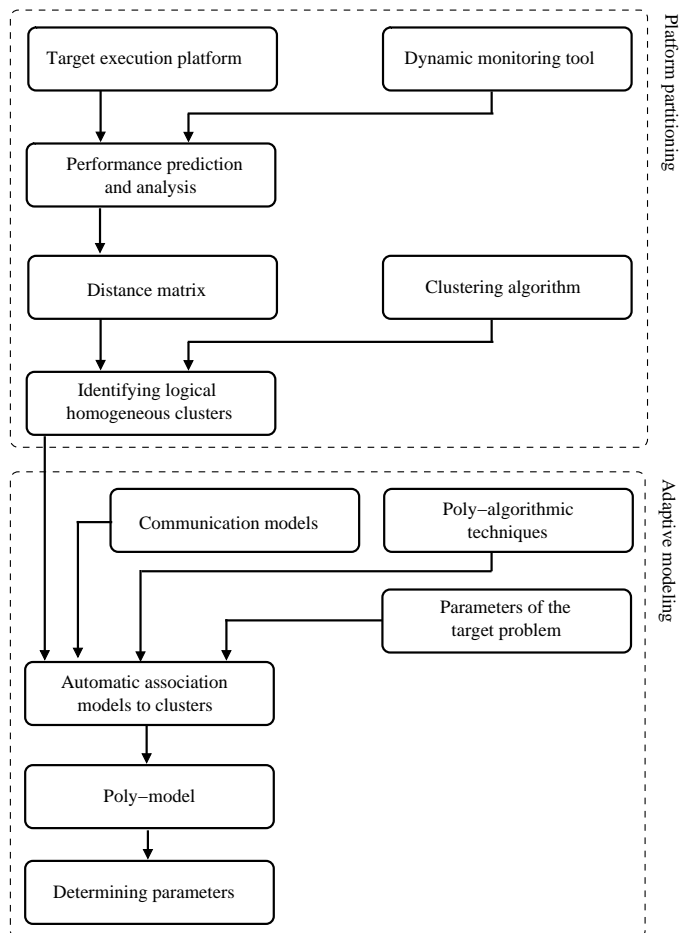 Platform partitioning
Target execution platform
Dynamic monitoring tool
Performance prediction
and analysis
Distance matrix
Clustering algorithm
Identifying logical
homogeneous clusters
Adaptive modeling
Communication models
Poly−algorithmic
techniques
Parameters of the
target problem
Automatic association
models to clusters
Poly−model
Determining parameters